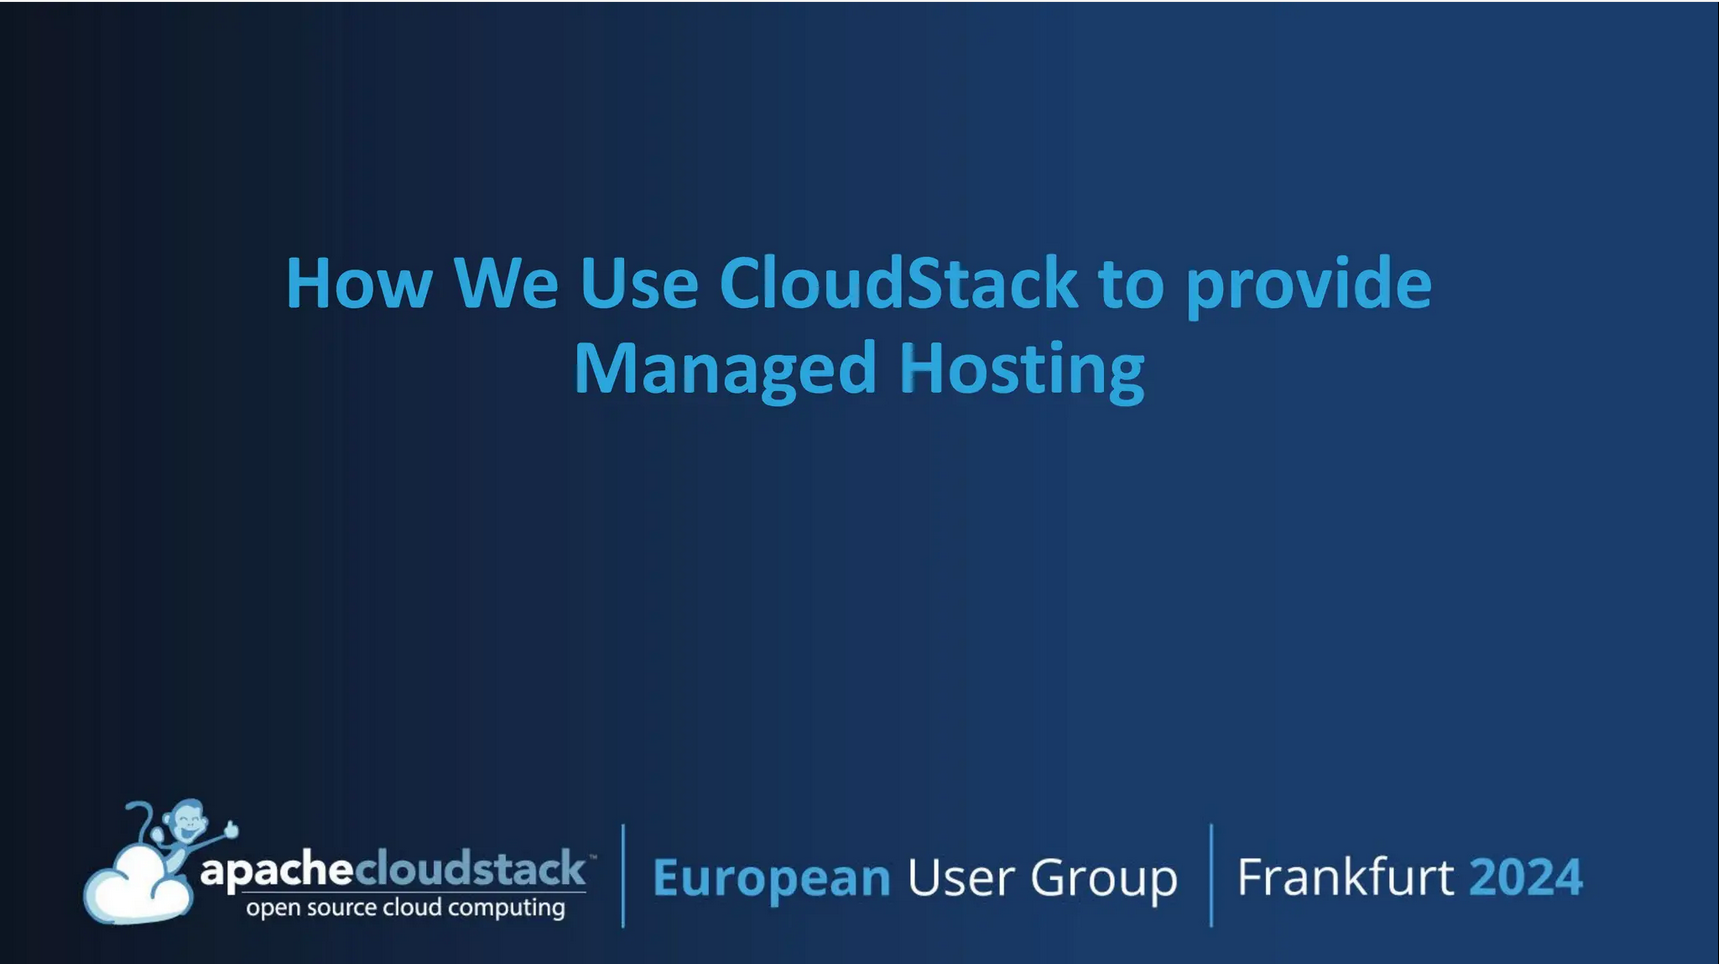 How We Use CloudStack to provide
Managed Hosting
apachecloudstack™
open source cloud computing
European User Group
Frankfurt 2024